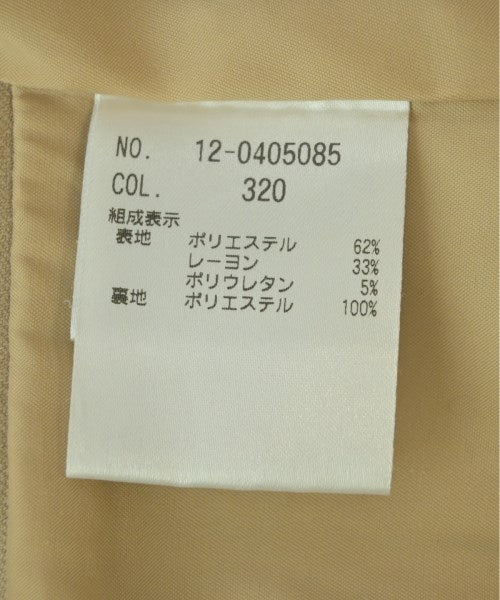 NO. 12-0405085
COL. 320
組成表示
表地 ポリエステル 62%
レーヨン 33%
ポリウレタン 5%
裏地 ポリエステル 100%